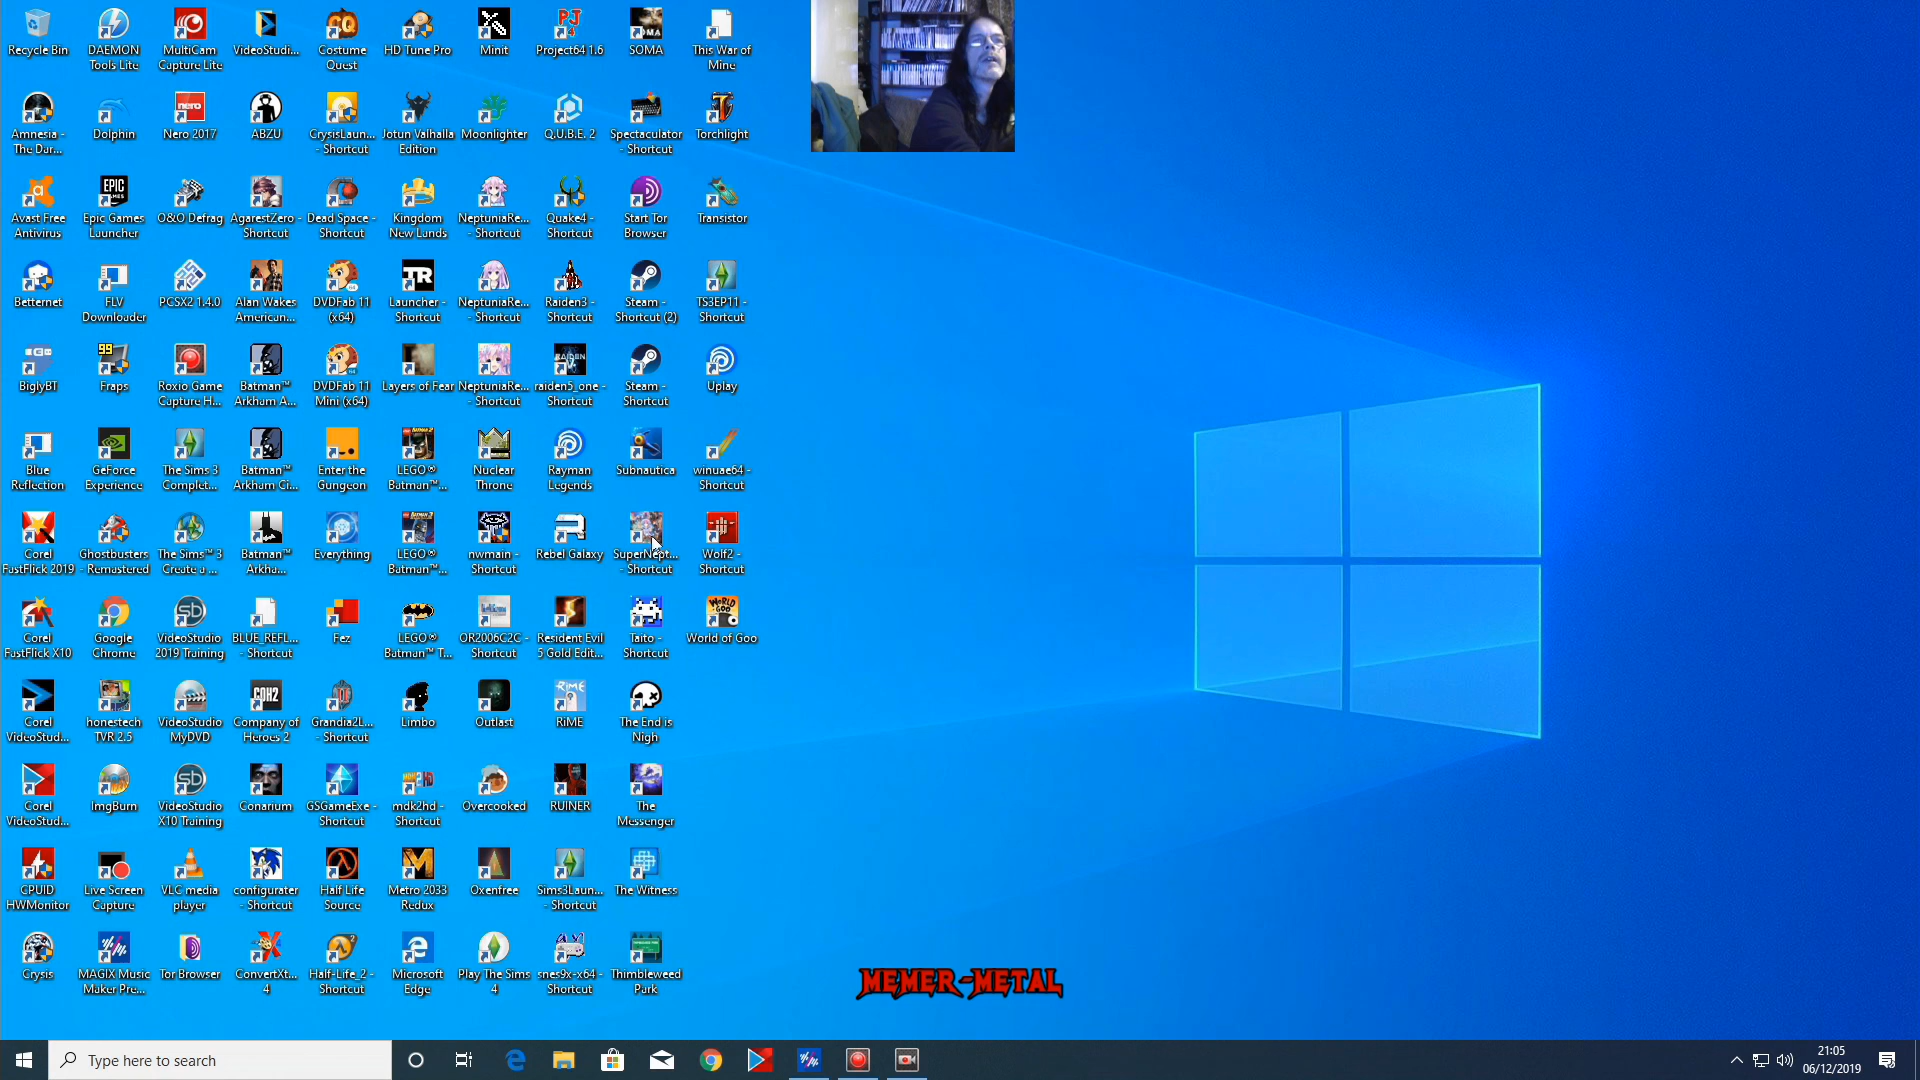 Recycle Bin
DAEMON Tools Lite
MultiCam Capture Lite
VideoStudi...
Costume Quest
HD Tune Pro
Minit
Project64 1.6
SOMA
This War of Mine
Amnesia - The Dar...
Dolphin
Nero 2017
ABZU
CrysisLaun... - Shortcut
Jotun Valhalla Edition
Moonlighter
Q.U.B.E. 2
Spectaculator - Shortcut
Torchlight
Avast Free Antivirus
Epic Games Launcher
O&O Defrag
AgarestZero - Shortcut
Dead Space - Shortcut
Kingdom New Lands
NeptuniaRe... - Shortcut
Quake4 - Shortcut
Start Tor Browser
Transistor
Betternet
FLV Downloader
PCSX2 1.4.0
Alan Wakes American...
DVDFab 11 (x64)
Launcher - Shortcut
NeptuniaRe... - Shortcut
Raiden3 - Shortcut
Steam - Shortcut (2)
TS3EP11 - Shortcut
BiglyBT
Fraps
Roxio Game Capture H...
Batman™ Arkham A...
DVDFab 11 Mini (x64)
Layers of Fear
NeptuniaRe... - Shortcut
raiden5_one - Shortcut
Steam - Shortcut
Uplay
Blue Reflection
GeForce Experience
The Sims 3 Complet...
Batman™ Arkham Ci...
Enter the Gungeon
LEGO® Batman™...
Nuclear Throne
Rayman Legends
Subnautica
winuae64 - Shortcut
Corel FastFlick 2019
Ghostbusters - Remastered
The Sims™ 3 Create a ...
Batman™ Arkha...
Everything
LEGO® Batman™...
nwmain - Shortcut
Rebel Galaxy
SuperNept... - Shortcut
Wolf2 - Shortcut
Corel FastFlick X10
Google Chrome
VideoStudio 2019 Training
BLUE_REFL... - Shortcut
Fez
LEGO® Batman™ T...
OR2006C2C - Shortcut
Resident Evil 5 Gold Edit...
Taito - Shortcut
World of Goo
Corel VideoStud...
honestech TVR 2.5
VideoStudio MyDVD
Company of Heroes 2
Grandia2L... - Shortcut
Limbo
Outlast
RiME
The End is Nigh
Corel VideoStud...
ImgBurn
VideoStudio X10 Training
Conarium
GSGameExe - Shortcut
mdk2hd - Shortcut
Overcooked
RUINER
The Messenger
CPUID HWMonitor
Live Screen Capture
VLC media player
configurater - Shortcut
Half Life Source
Metro 2033 Redux
Oxenfree
Sims3Laun... - Shortcut
The Witness
Crysis
MAGIX Music Maker Pre...
Tor Browser
ConvertXt... 4
Half-Life_2 - Shortcut
Microsoft Edge
Play The Sims 4
snes9x-x64 - Shortcut
Thimbleweed Park
MEMER-METAL
Type here to search
21:05
06/12/2019